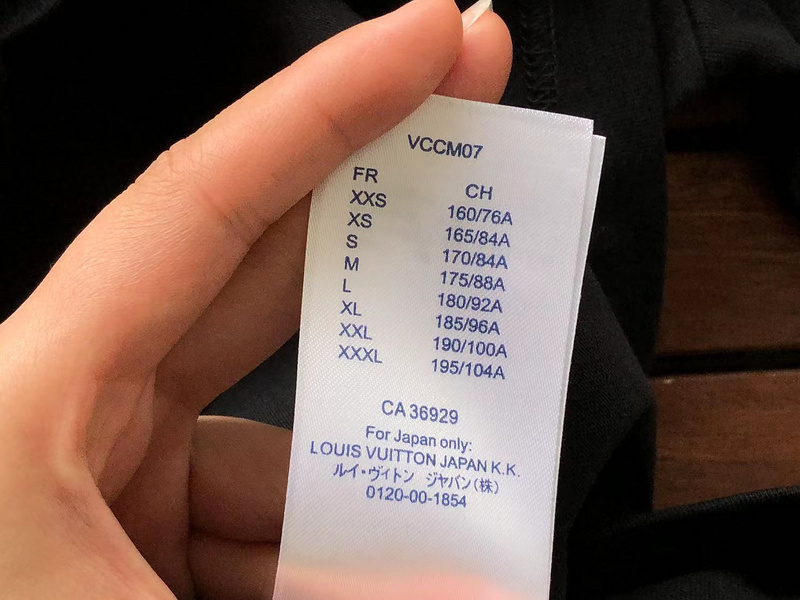 VCCM07
FR CH
XXS 160/76A
XS 165/84A
S 170/84A
M 175/88A
L 180/92A
XL 185/96A
XXL 190/100A
XXXL 195/104A
CA 36929
For Japan only:
LOUIS VUITTON JAPAN K.K.
ルイ・ヴィトン ジャパン(株)
0120-00-1854